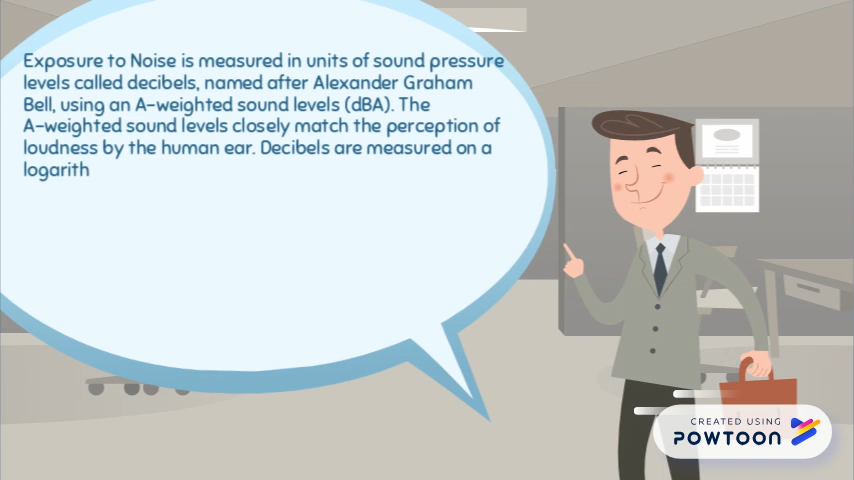 Exposure to Noise is measured in units of sound pressure
levels called decibels, named after Alexander Graham
Bell, using an A-weighted sound levels (dBA). The
A-weighted sound levels closely match the perception of
loudness by the human ear. Decibels are measured on a
logarith
CREATED USING
POWTOON